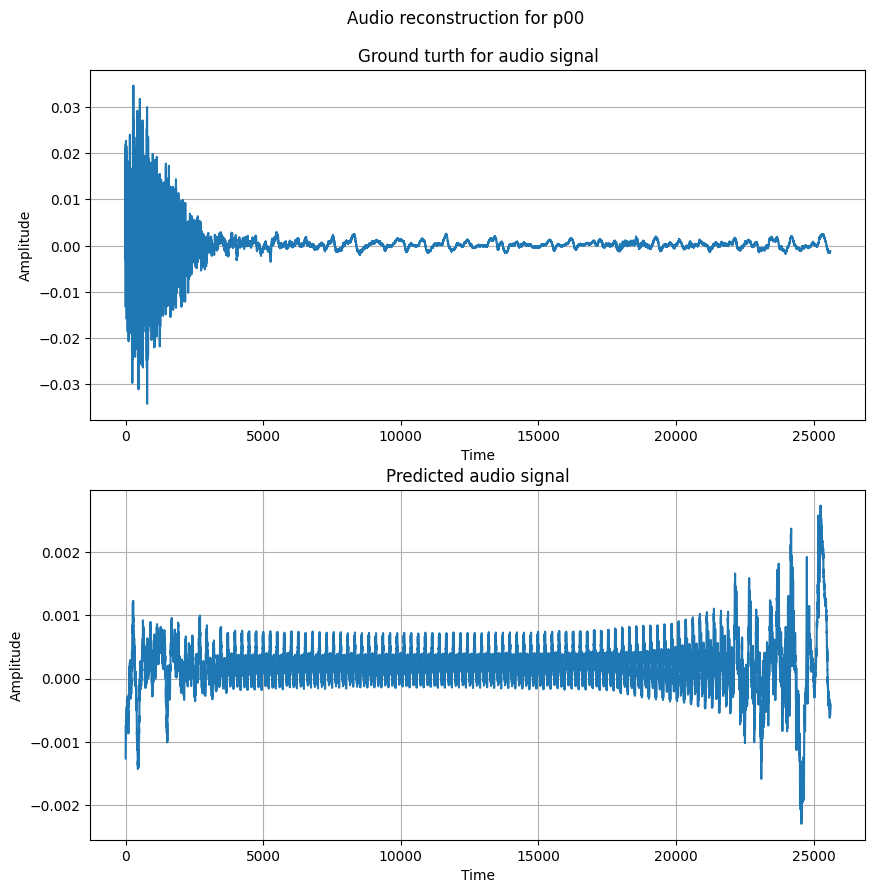 Audio reconstruction for p00
Ground turth for audio signal
0.03
0.02
0.01
0.00
−0.01
−0.02
−0.03
Amplitude
0 5000 10000 15000 20000 25000
Time
Predicted audio signal
0.002
0.001
0.000
−0.001
−0.002
Amplitude
0 5000 10000 15000 20000 25000
Time